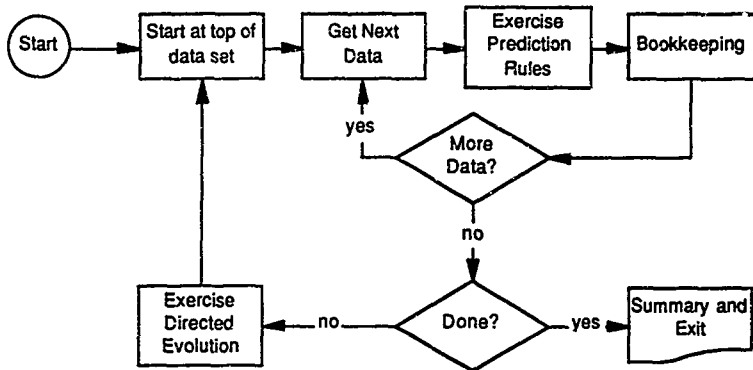 Start
Start at top of
data set
Get Next
Data
Exercise
Prediction
Rules
Bookkeeping
yes
More
Data?
no
Exercise
Directed
Evolution
no
Done?
yes
Summary and
Exit